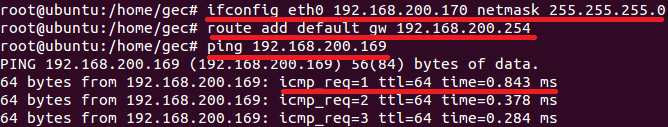 root@ubuntu:/home/gec# ifconfig eth0 192.168.200.170 netmask 255.255.255.0
root@ubuntu:/home/gec# route add default gw 192.168.200.254
root@ubuntu:/home/gec# ping 192.168.200.169
PING 192.168.200.169 (192.168.200.169) 56(84) bytes of data.
64 bytes from 192.168.200.169: icmp_req=1 ttl=64 time=0.843 ms
64 bytes from 192.168.200.169: icmp_req=2 ttl=64 time=0.378 ms
64 bytes from 192.168.200.169: icmp_req=3 ttl=64 time=0.284 ms